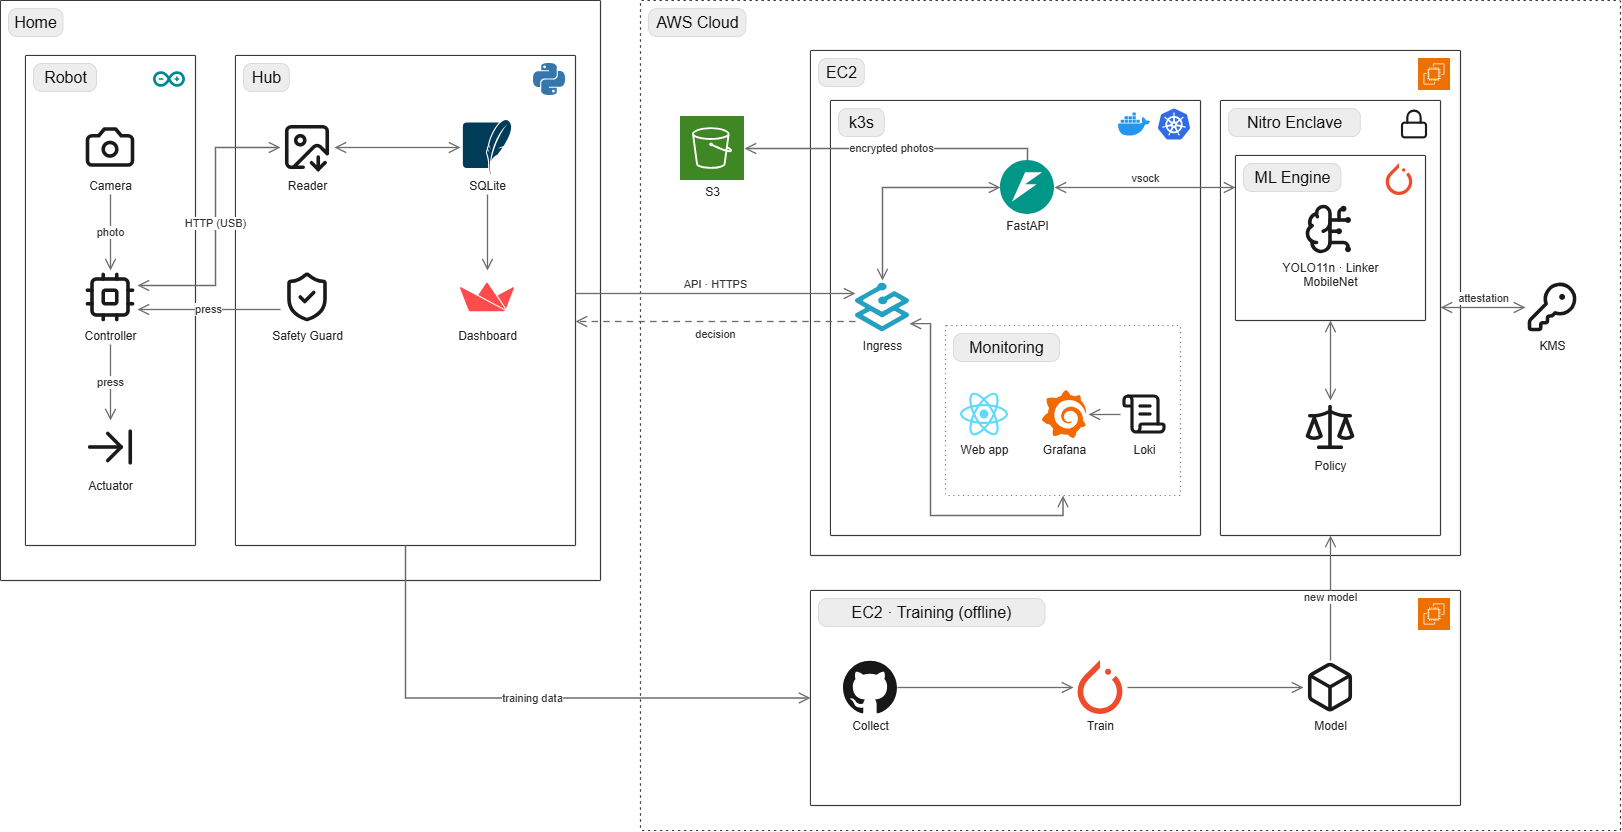 Home
AWS Cloud
Robot
Hub
EC2
k3s
Nitro Enclave
Camera
Reader
SQLite
S3
encrypted photos
FastAPI
vsock
ML Engine
YOLO11n · Linker
MobileNet
photo
HTTP (USB)
Controller
press
Safety Guard
Dashboard
API · HTTPS
decision
Ingress
Monitoring
Web app
Grafana
Loki
attestation
KMS
press
Actuator
Policy
new model
EC2 · Training (offline)
training data
Collect
Train
Model